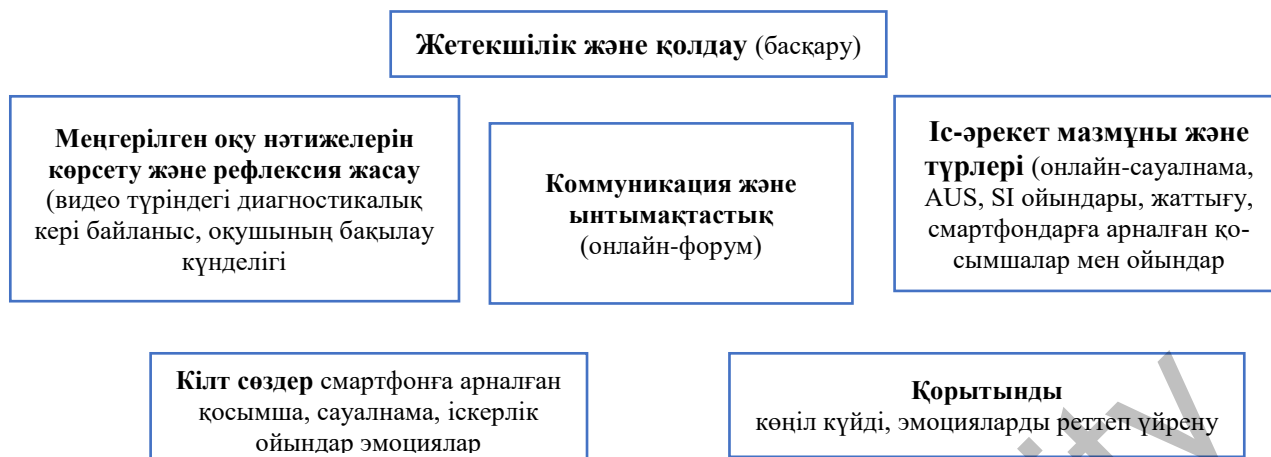 Жетекшілік және қолдау (басқару)
Меңгерілген оқу нәтижелерін
көрсету және рефлексия жасау
(видео түріндегі диагностикалық
кері байланыс, оқушының бақылау
күнделігі
Коммуникация және
ынтымақтастық
(онлайн-форум)
Іс-әрекет мазмұны және
түрлері (онлайн-сауалнама,
AUS, SI ойындары, жаттығу,
смартфондарға арналған қо-
сымшалар мен ойындар
Кілт сөздер смартфонға арналған
қосымша, сауалнама, іскерлік
ойындар эмоциялар
Қорытынды
көңіл күйді, эмоцияларды реттеп үйрену